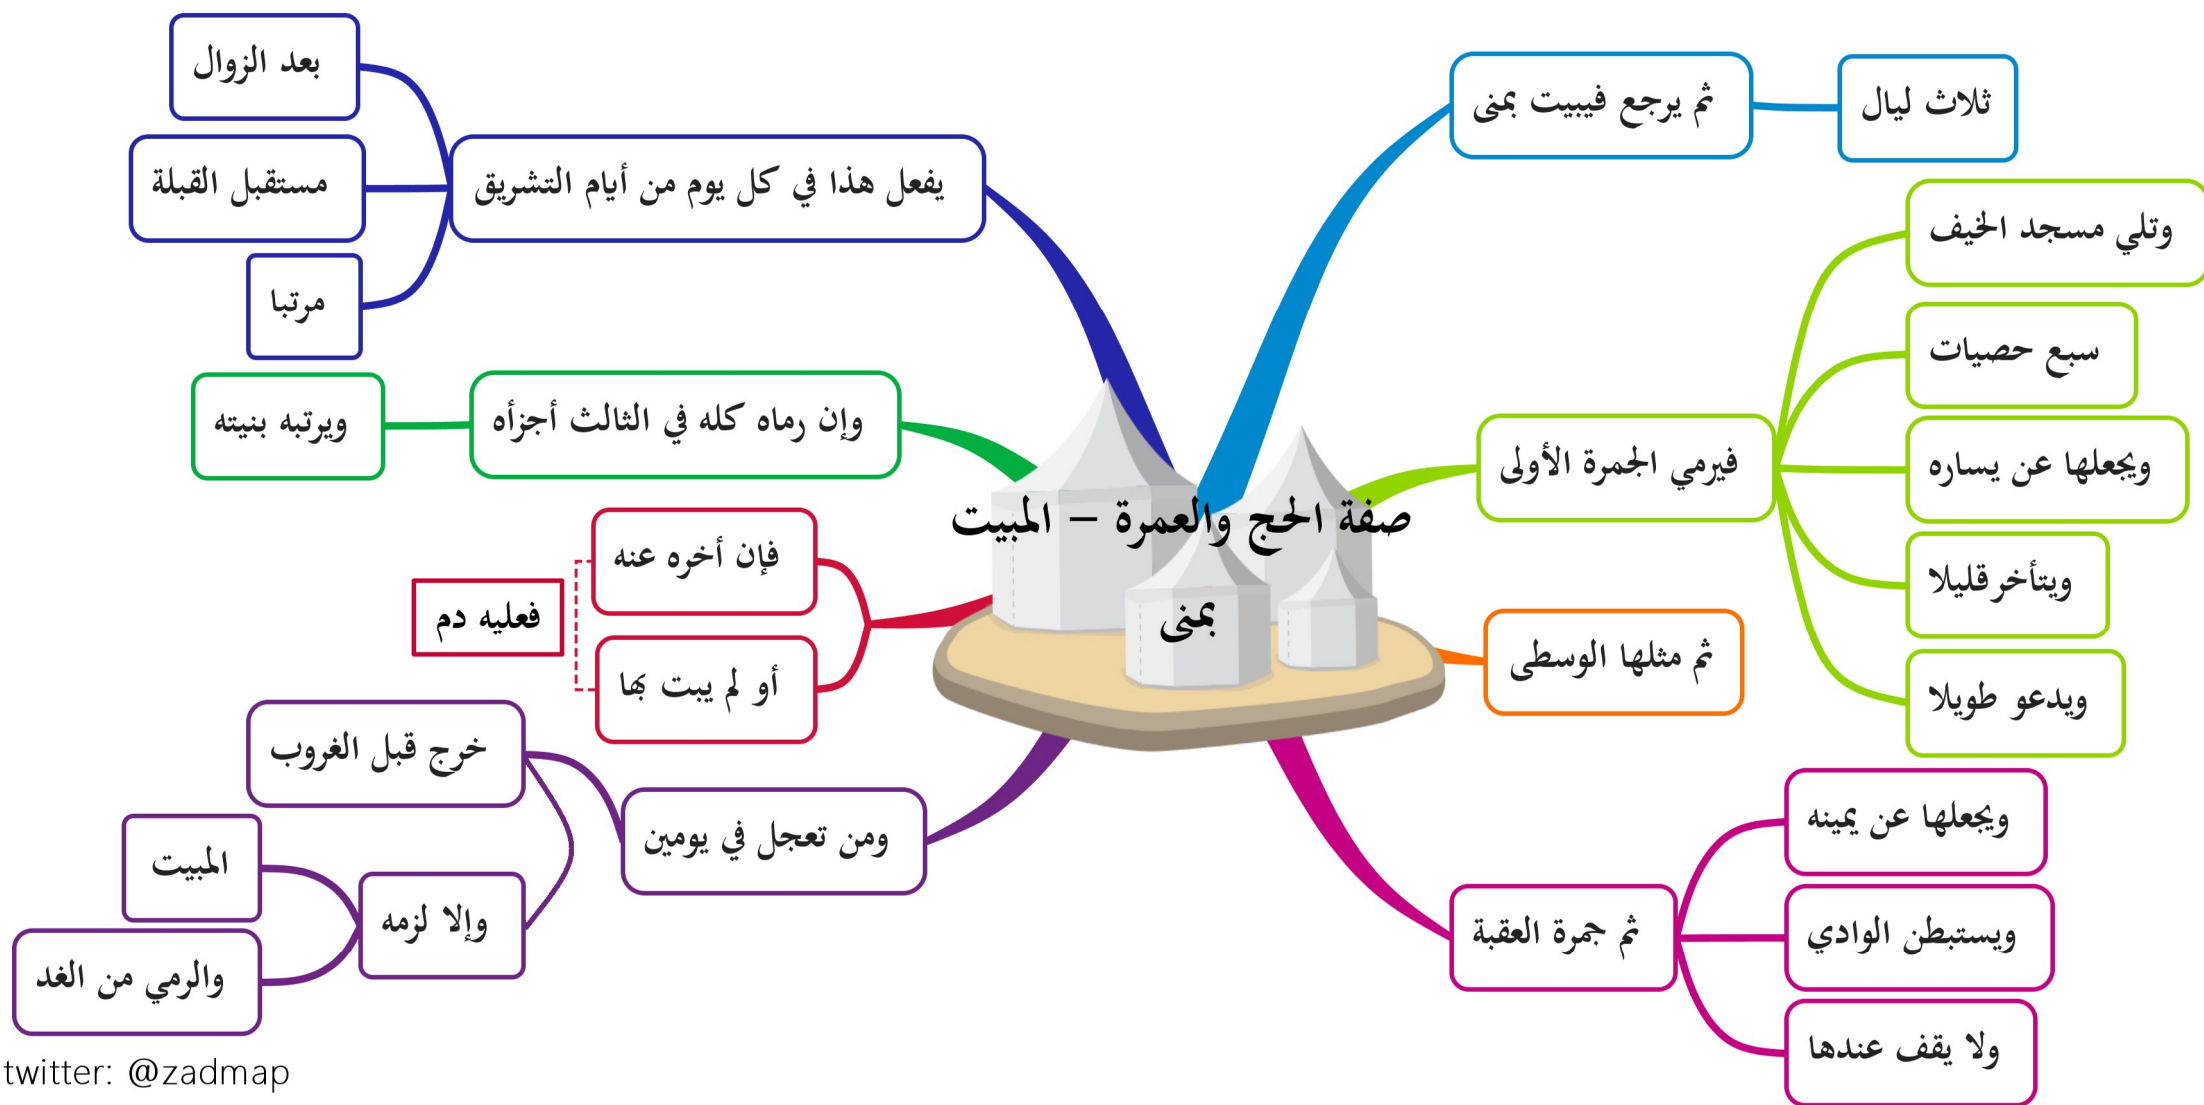 صفة الحج والعمرة – المبيت
بمنى
ثم يرجع فيبيت بمنى
ثلاث ليال
فيرمي الجمرة الأولى
وتلي مسجد الخيف
سبع حصيات
ويجعلها عن يساره
ويتأخر قليلا
ويدعو طويلا
ثم مثلها الوسطى
ثم جمرة العقبة
ويجعلها عن يمينه
ويستبطن الوادي
ولا يقف عندها
يفعل هذا في كل يوم من أيام التشريق
بعد الزوال
مستقبل القبلة
مرتبا
وإن رماه كله في الثالث أجزأه
ويرتبه بنيته
فإن أخره عنه
أو لم يبت بها
فعليه دم
ومن تعجل في يومين
خرج قبل الغروب
وإلا لزمه
المبيت
والرمي من الغد
twitter: @zadmap